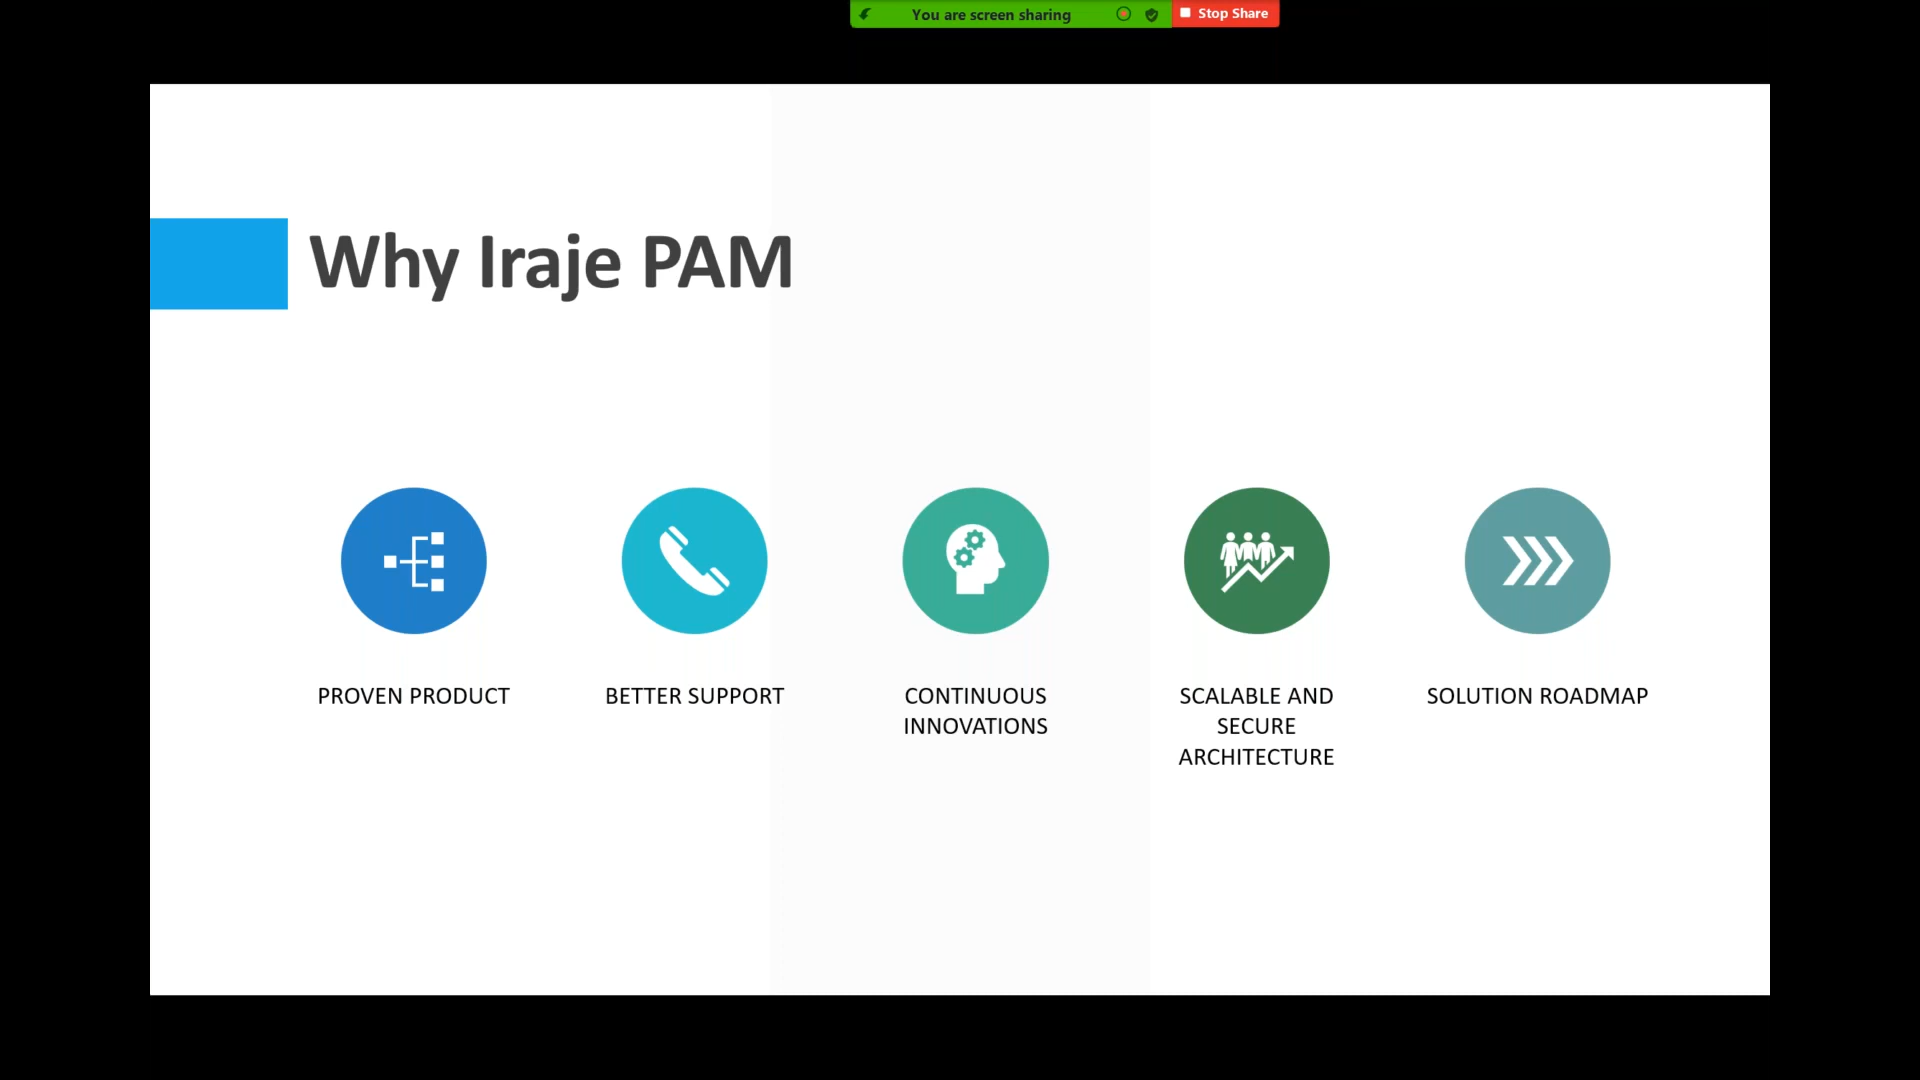 You are screen sharing
Stop Share
Why Iraje PAM
PROVEN PRODUCT
BETTER SUPPORT
CONTINUOUS
INNOVATIONS
SCALABLE AND
SECURE
ARCHITECTURE
SOLUTION ROADMAP